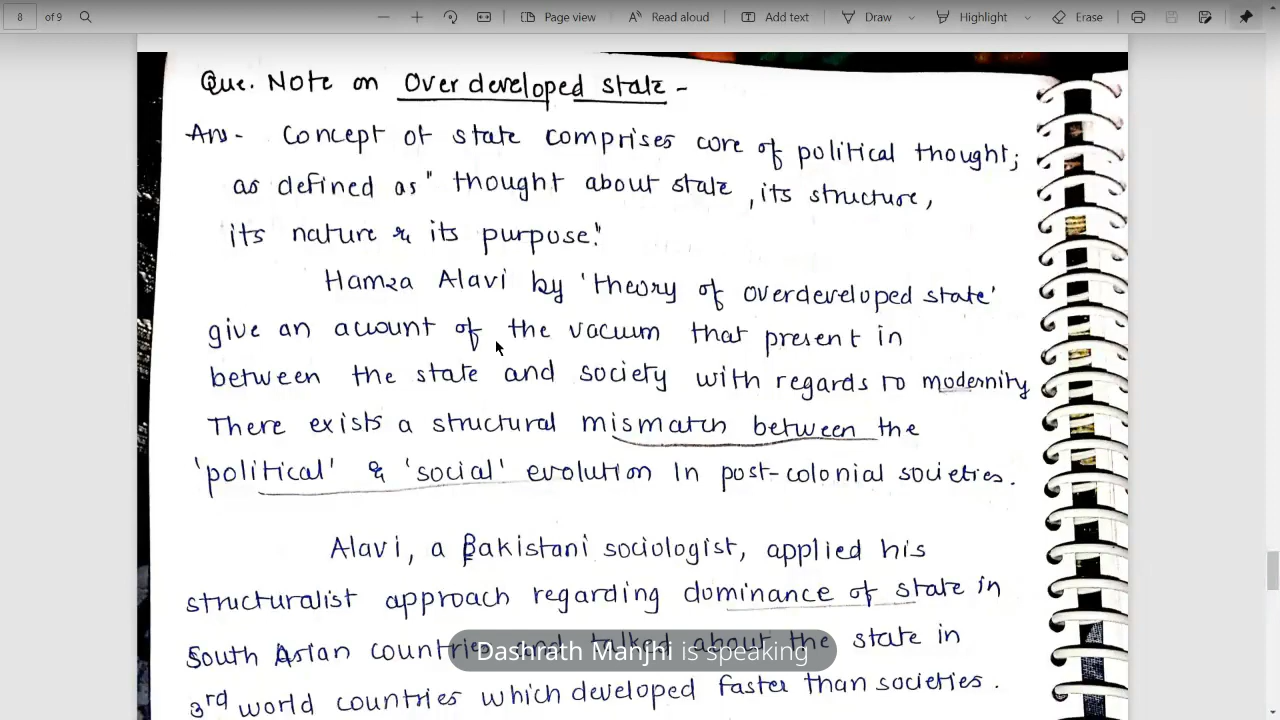 8 of 9 Page view Read aloud Add text Draw Highlight Erase
Que. Note on Over developed state -
Ans - Concept of state comprises core of political thought;
as defined as " thought about state, its structure,
its nature & its purpose."
Hamza Alavi by 'theory of overdeveloped state'
give an account of the vacuum that present in
between the state and society with regards to modernity
There exists a structural mismatch between the
'political' & 'social' evolution In post-colonial societies.
Alavi, a Pakistani sociologist, applied his
structuralist approach regarding dominance of state in
South Asian countries and talked about the state in
Dashrath Manjhi is speaking
3rd world countries which developed faster than societies.